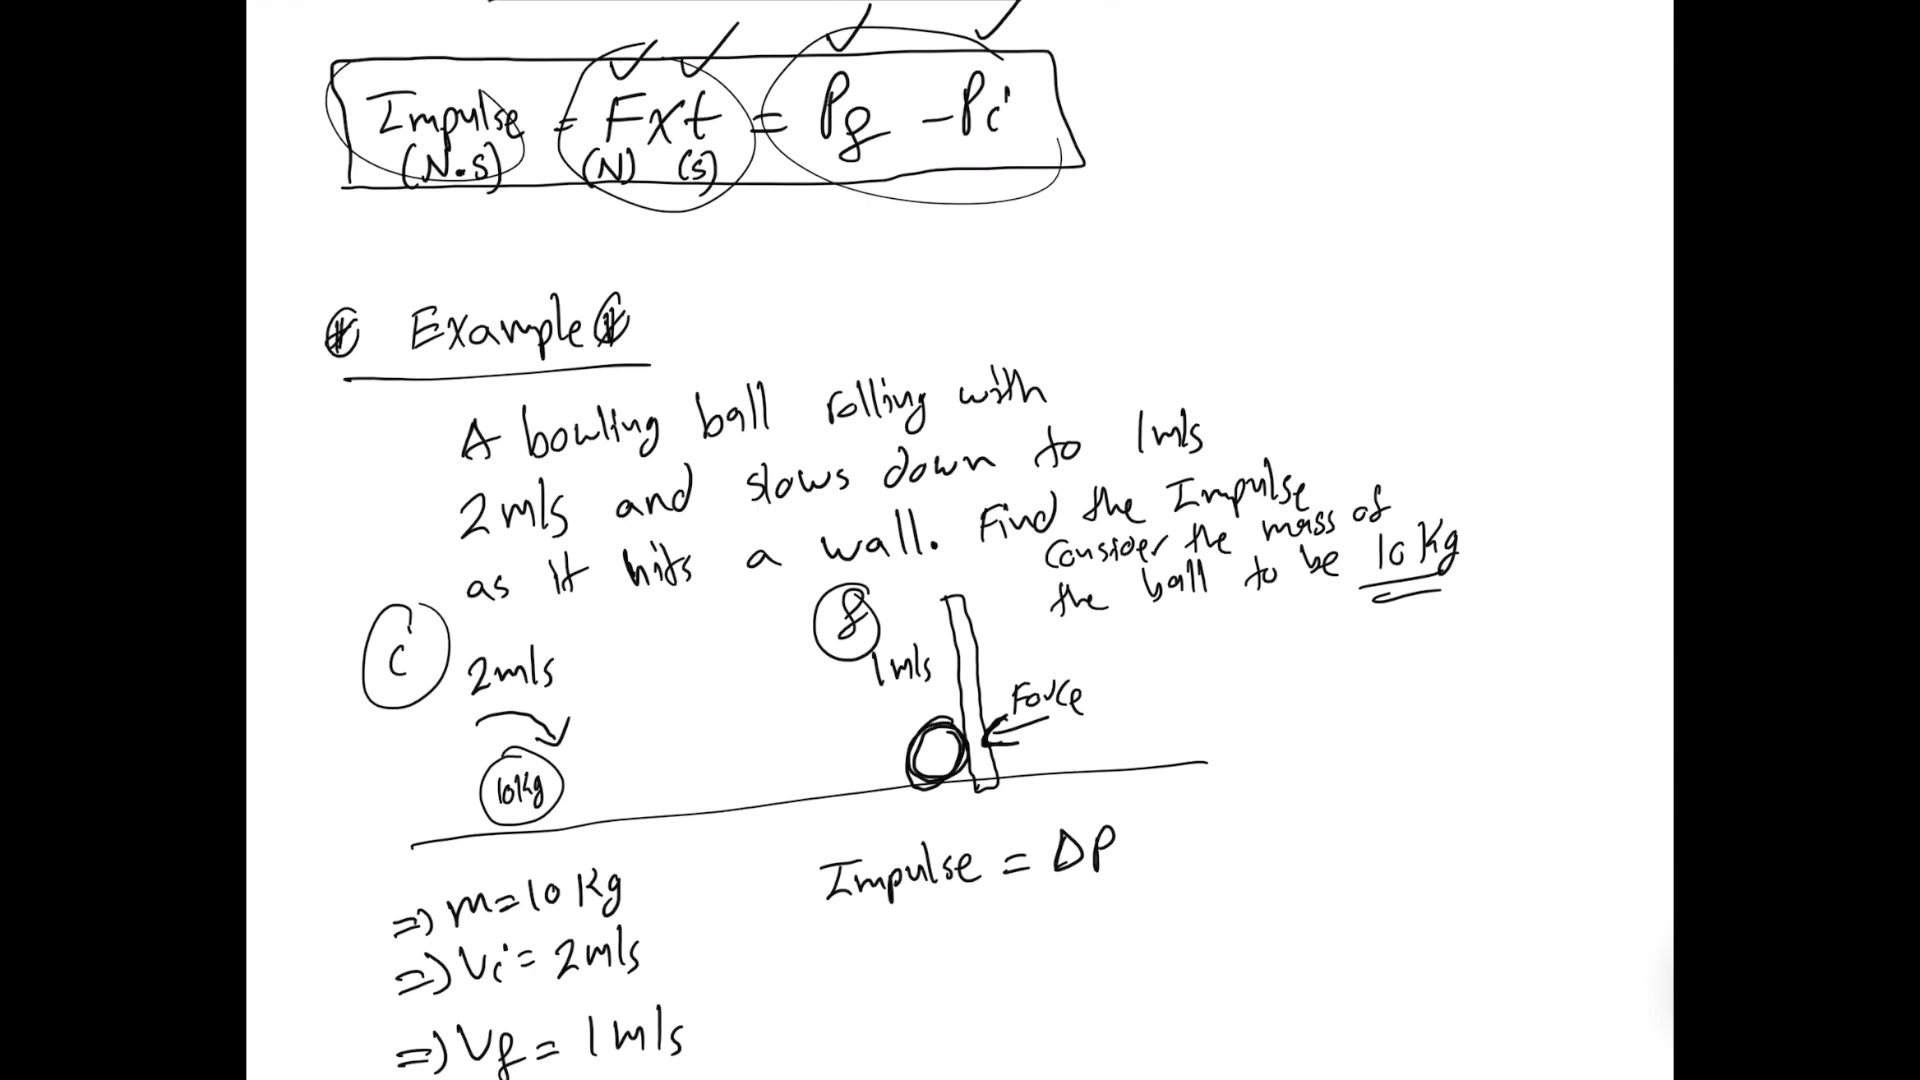 Impulse = F x t = Pf - Pi
(N.s) (N) (s)
Example
A bowling ball rolling with
2m/s and slows down to 1m/s
as it hits a wall. Find the Impulse
Consider the mass of
the ball to be 10 Kg
i
2m/s
f
1m/s
Force
10Kg
Impulse = ΔP
=> m = 10 Kg
=> Vi = 2m/s
=> Vf = 1m/s